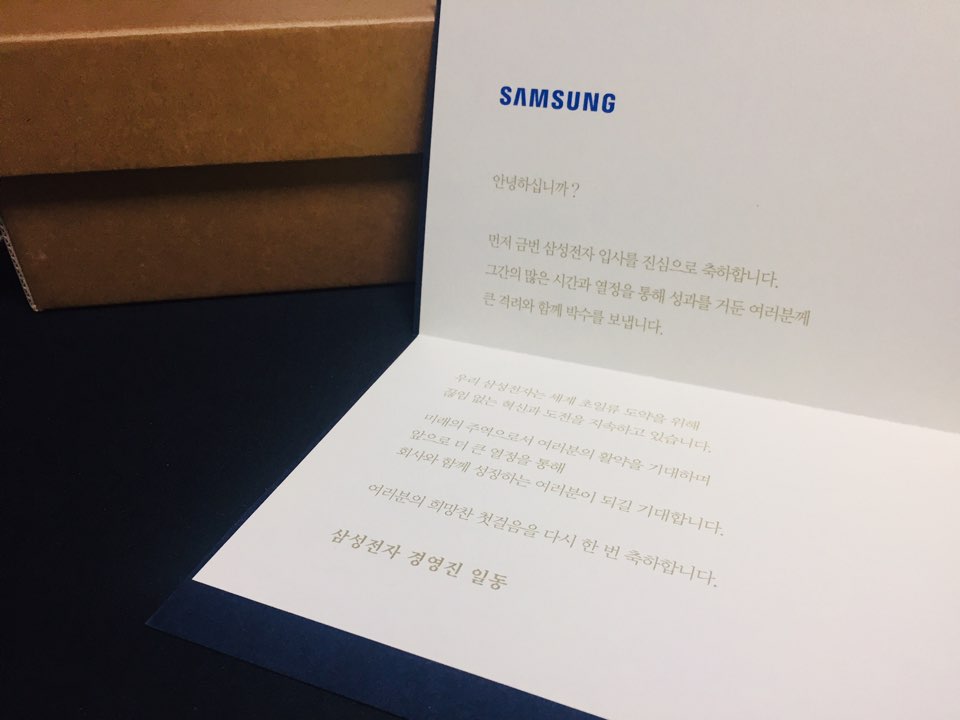 SAMSUNG
안녕하십니까?
먼저 금번 삼성전자 입사를 진심으로 축하합니다.
그간의 많은 시간과 열정을 통해 성과를 거둔 여러분께
큰 격려와 함께 박수를 보냅니다.
우리 삼성전자는 세계 초일류 도약을 위해
끊임 없는 혁신과 도전을 지속하고 있습니다.
미래의 주역으로서 여러분의 활약을 기대하며
앞으로 더 큰 열정을 통해
회사와 함께 성장하는 여러분이 되길 기대합니다.
여러분의 희망찬 첫걸음을 다시 한 번 축하합니다.
삼성전자 경영진 일동